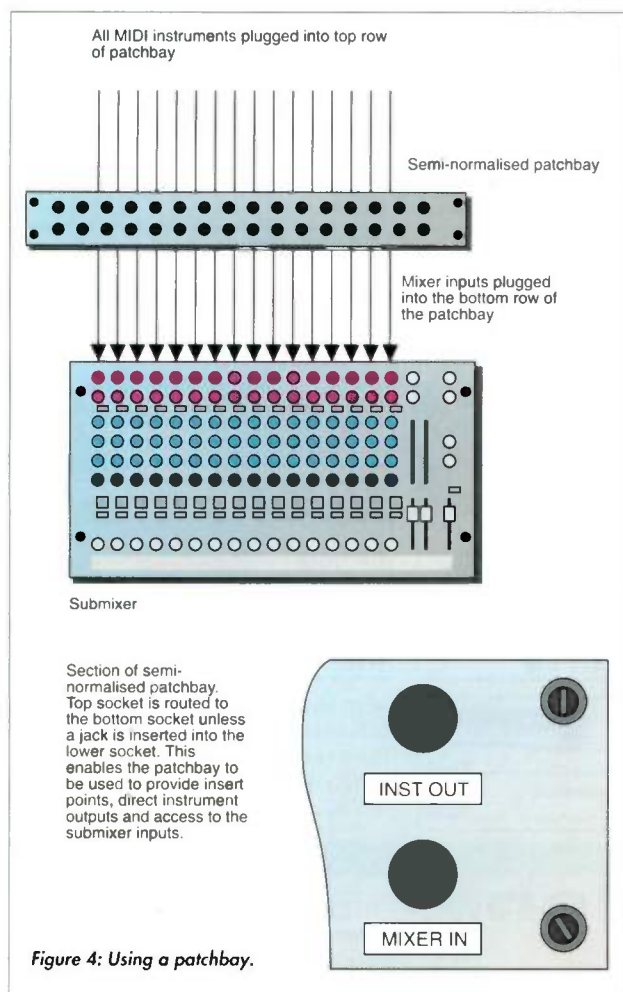 All MIDI instruments plugged into top row
of patchbay
Semi-normalised patchbay
Mixer inputs plugged
into the bottom row of
the patchbay
Submixer
Section of semi-
normalised patchbay.
Top socket is routed to
the bottom socket unless
a jack is inserted into the
lower socket. This
enables the patchbay to
be used to provide insert
points, direct instrument
outputs and access to the
submixer inputs.
INST OUT
MIXER IN
Figure 4: Using a patchbay.